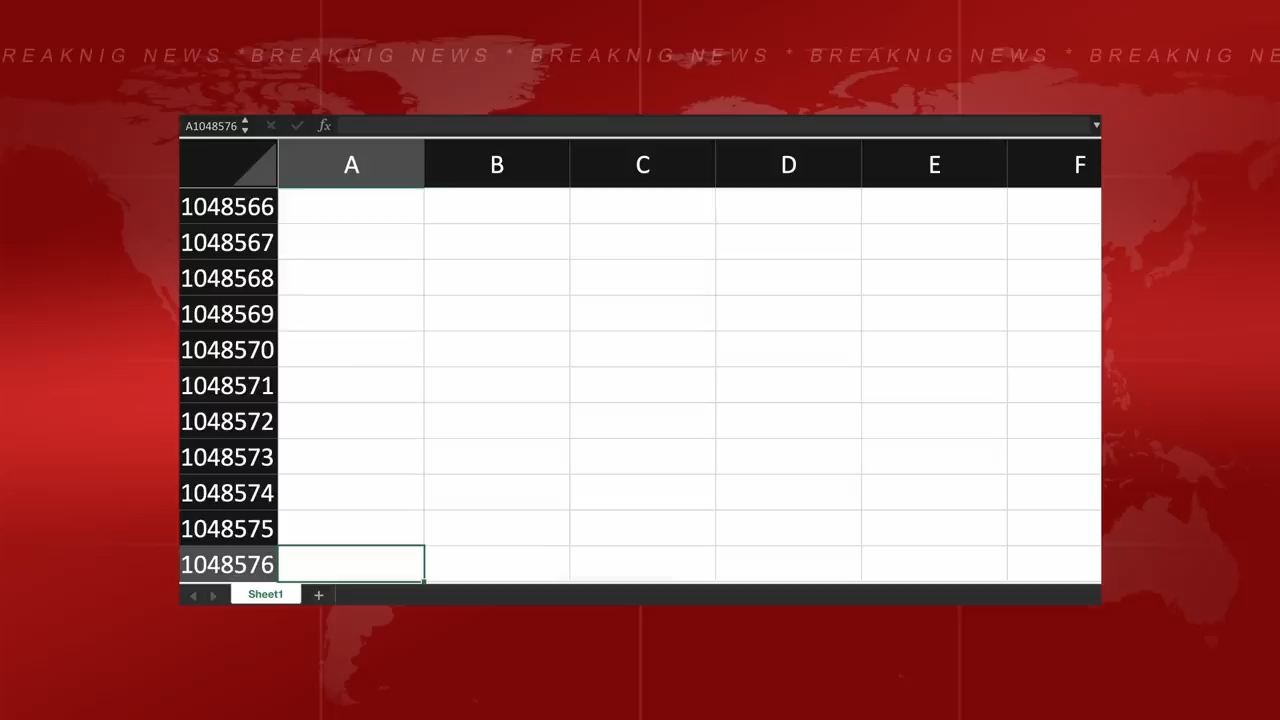 REAKNIG NEWS *BREAKNIG NEWS * BREAKNIG NEWS * BREAKNIG NEWS * BREAKNIG NE
A1048576 fx
A B C D E F
1048566
1048567
1048568
1048569
1048570
1048571
1048572
1048573
1048574
1048575
1048576
Sheet1 +